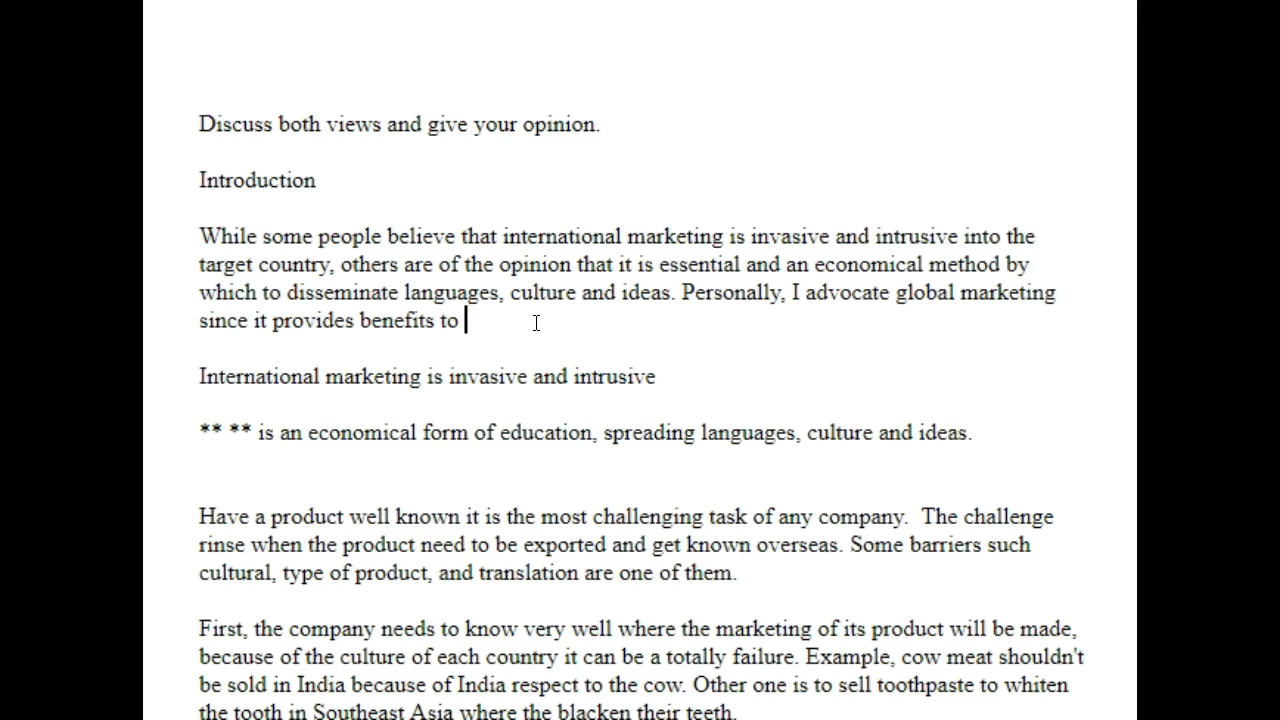 Discuss both views and give your opinion.
Introduction
While some people believe that international marketing is invasive and intrusive into the
target country, others are of the opinion that it is essential and an economical method by
which to disseminate languages, culture and ideas. Personally, I advocate global marketing
since it provides benefits to
International marketing is invasive and intrusive
** ** is an economical form of education, spreading languages, culture and ideas.
Have a product well known it is the most challenging task of any company.  The challenge
rinse when the product need to be exported and get known overseas. Some barriers such
cultural, type of product, and translation are one of them.
First, the company needs to know very well where the marketing of its product will be made,
because of the culture of each country it can be a totally failure. Example, cow meat shouldn't
be sold in India because of India respect to the cow. Other one is to sell toothpaste to whiten
the tooth in Southeast Asia where the blacken their teeth.